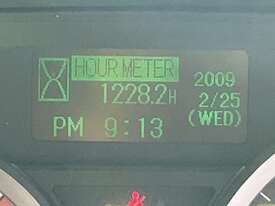 HOUR METER
1228.2H
2009
2/25
(WED)
PM 9:13